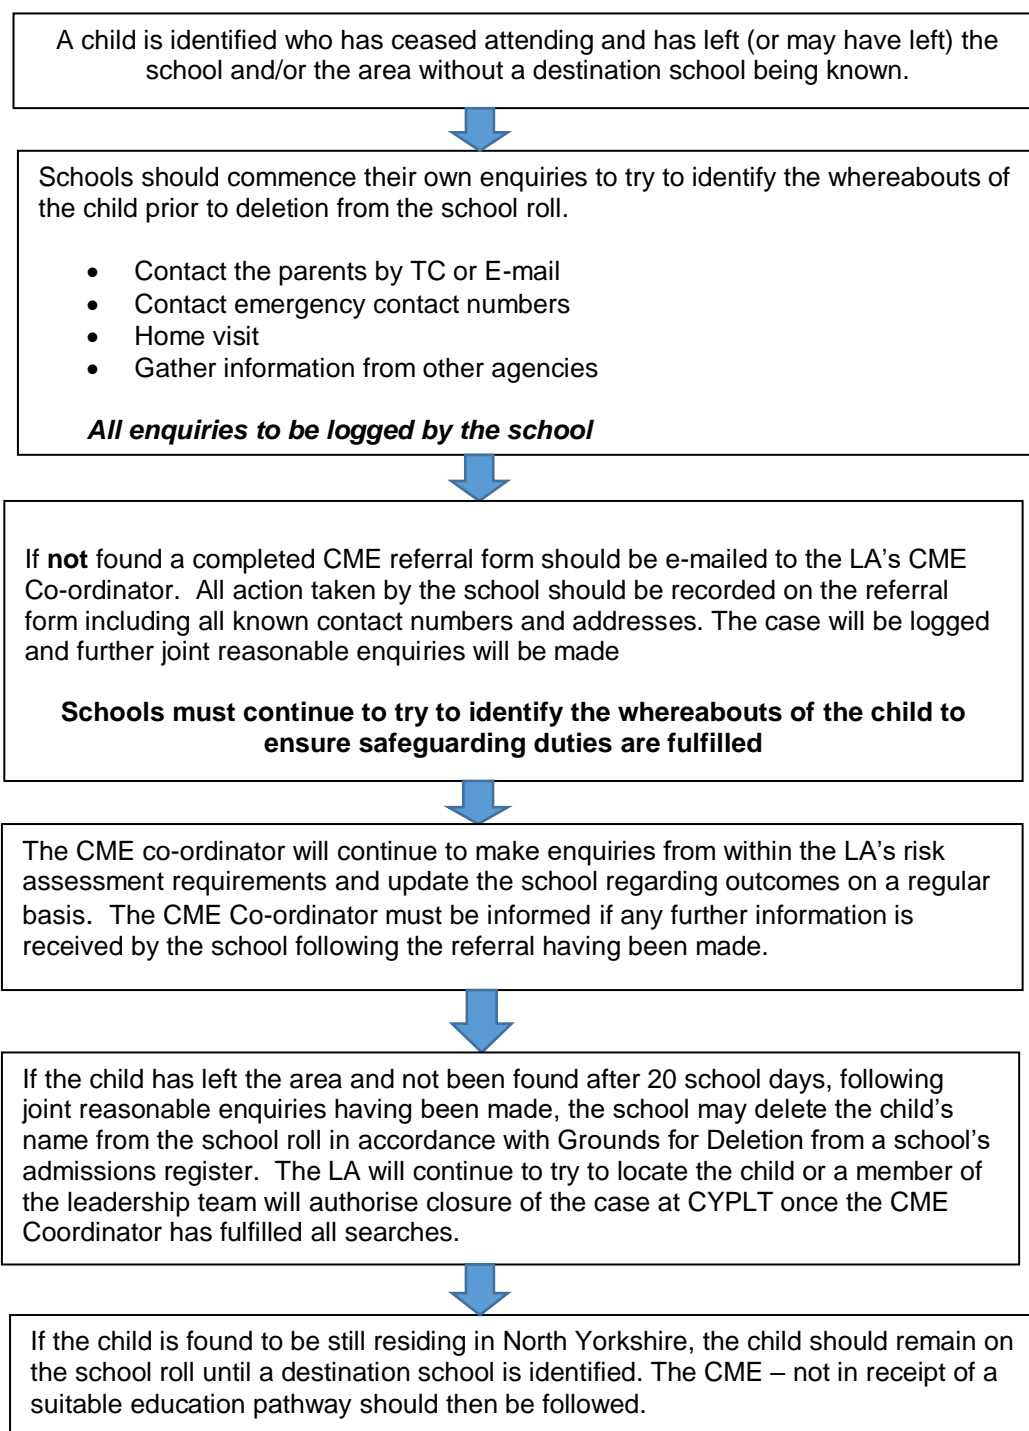 A child is identified who has ceased attending and has left (or may have left) the
school and/or the area without a destination school being known.
Schools should commence their own enquiries to try to identify the whereabouts of
the child prior to deletion from the school roll.
• Contact the parents by TC or E-mail
• Contact emergency contact numbers
• Home visit
• Gather information from other agencies
All enquiries to be logged by the school
If not found a completed CME referral form should be e-mailed to the LA's CME
Co-ordinator.  All action taken by the school should be recorded on the referral
form including all known contact numbers and addresses. The case will be logged
and further joint reasonable enquiries will be made
Schools must continue to try to identify the whereabouts of the child to
ensure safeguarding duties are fulfilled
The CME co-ordinator will continue to make enquiries from within the LA's risk
assessment requirements and update the school regarding outcomes on a regular
basis.  The CME Co-ordinator must be informed if any further information is
received by the school following the referral having been made.
If the child has left the area and not been found after 20 school days, following
joint reasonable enquiries having been made, the school may delete the child's
name from the school roll in accordance with Grounds for Deletion from a school's
admissions register.  The LA will continue to try to locate the child or a member of
the leadership team will authorise closure of the case at CYPLT once the CME
Coordinator has fulfilled all searches.
If the child is found to be still residing in North Yorkshire, the child should remain on
the school roll until a destination school is identified. The CME – not in receipt of a
suitable education pathway should then be followed.